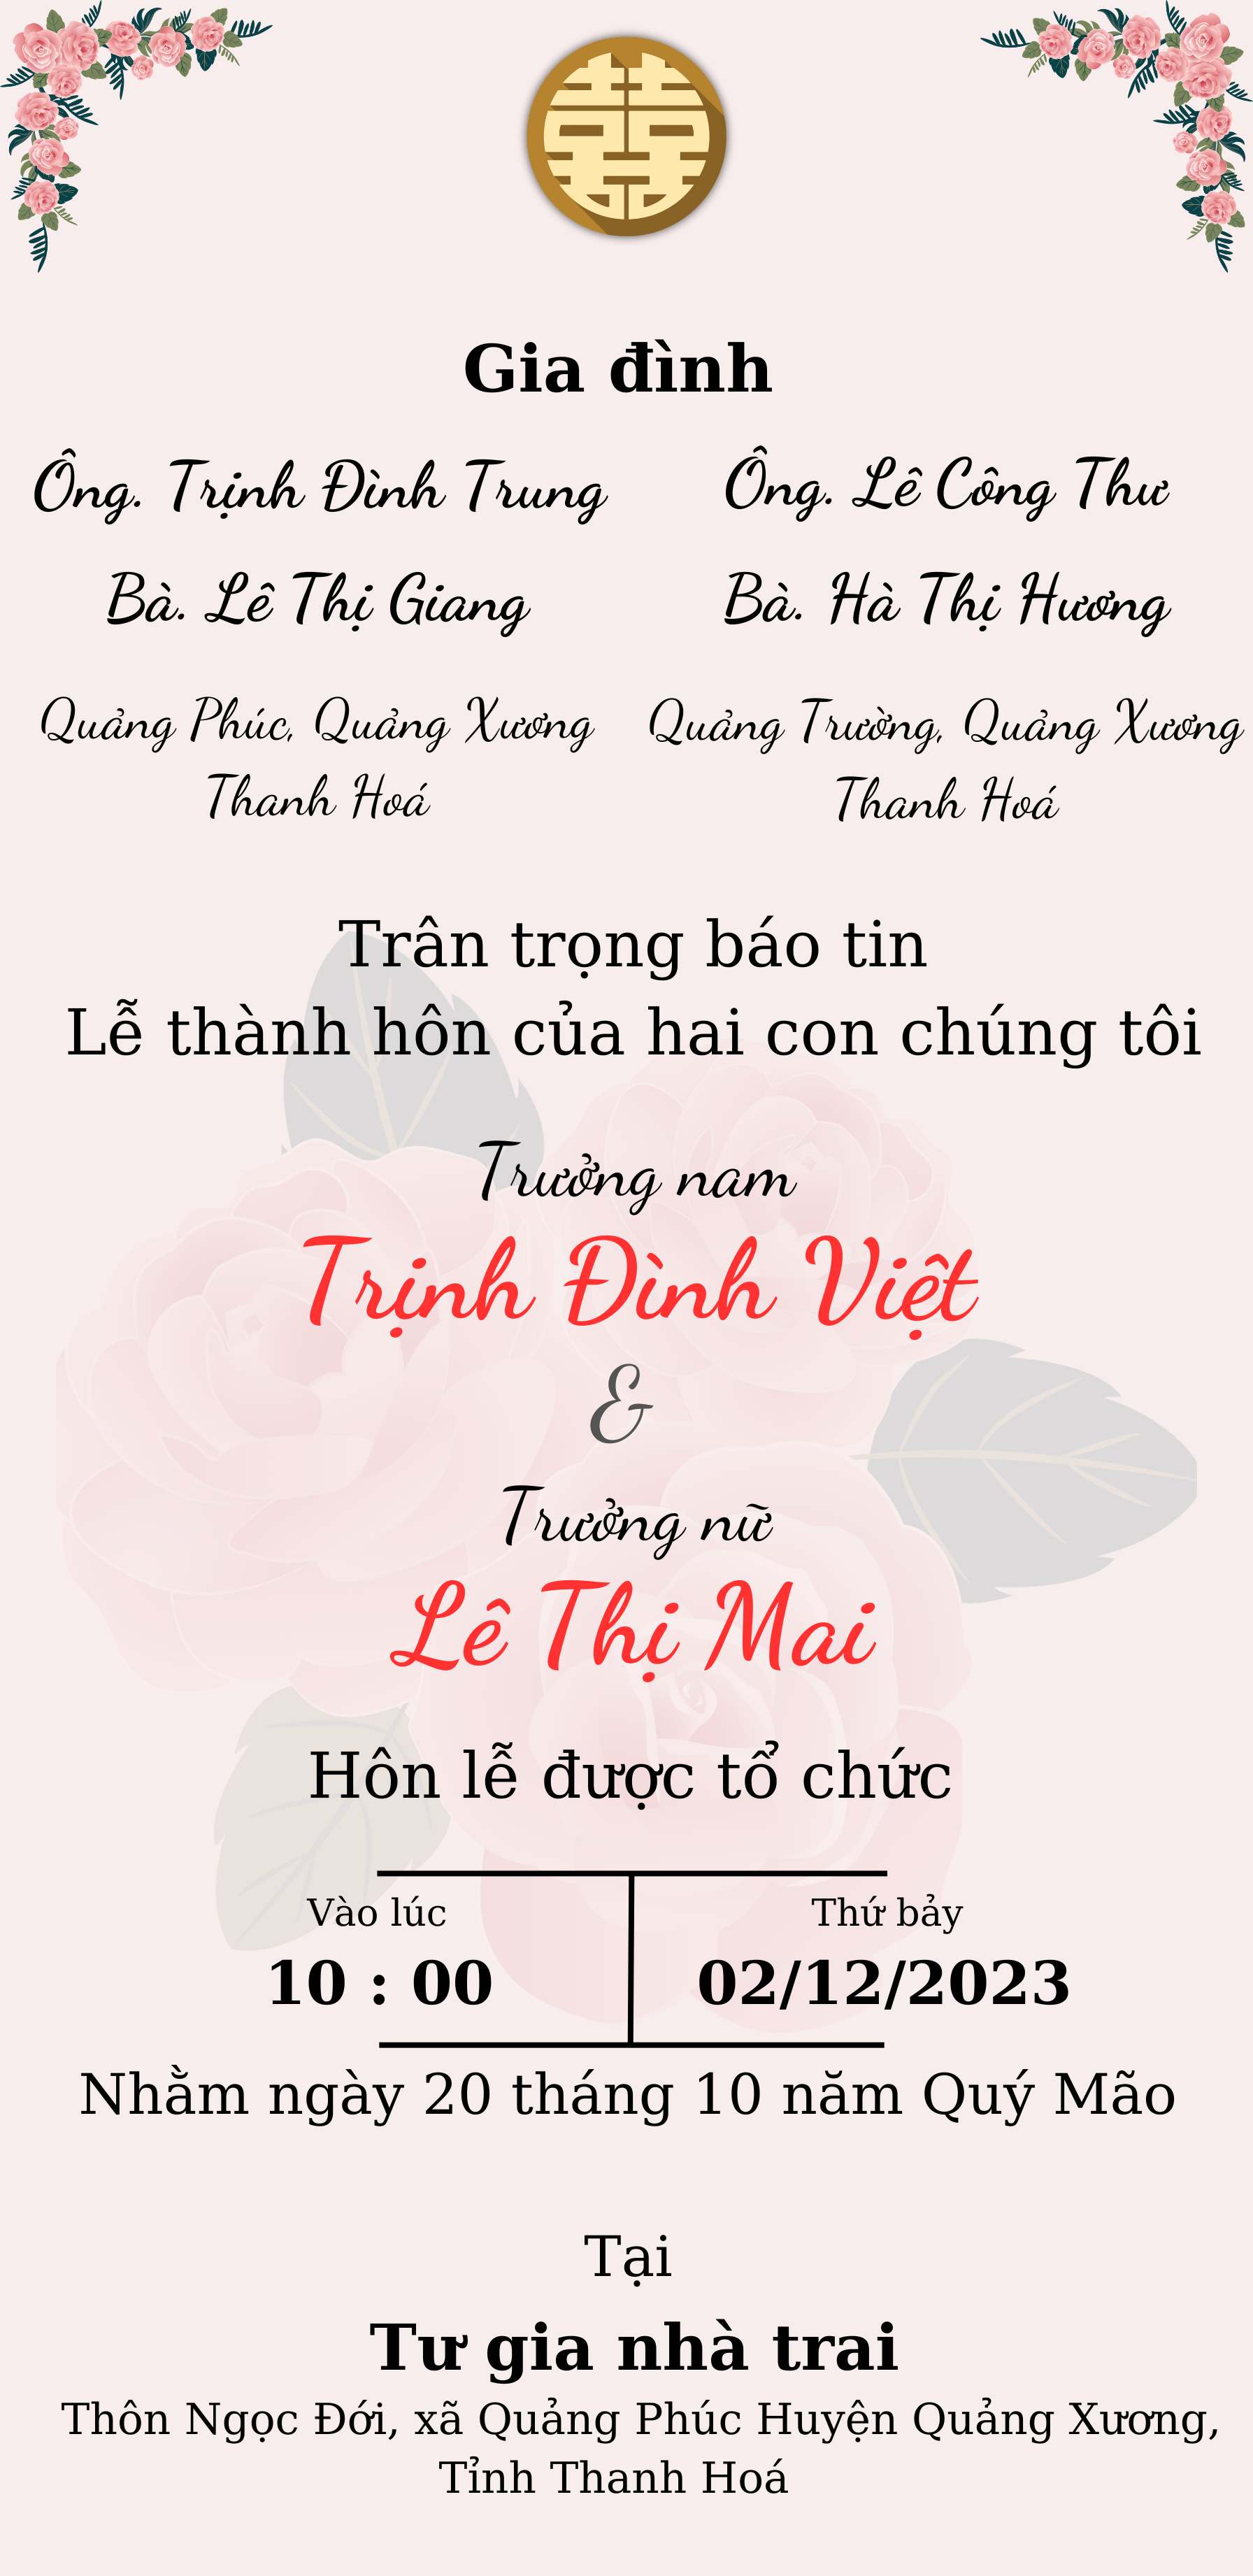 Gia đình
Ông. Trịnh Đình Trung
Bà. Lê Thị Giang
Quảng Phúc, Quảng Xương
Thanh Hoá
Ông. Lê Công Thư
Bà. Hà Thị Hương
Quảng Trường, Quảng Xương
Thanh Hoá
Trân trọng báo tin
Lễ thành hôn của hai con chúng tôi
Trưởng nam
Trịnh Đình Việt
&
Trưởng nữ
Lê Thị Mai
Hôn lễ được tổ chức
Vào lúc
10 : 00
Thứ bảy
02/12/2023
Nhằm ngày 20 tháng 10 năm Quý Mão
Tại
Tư gia nhà trai
Thôn Ngọc Đới, xã Quảng Phúc Huyện Quảng Xương,
Tỉnh Thanh Hoá